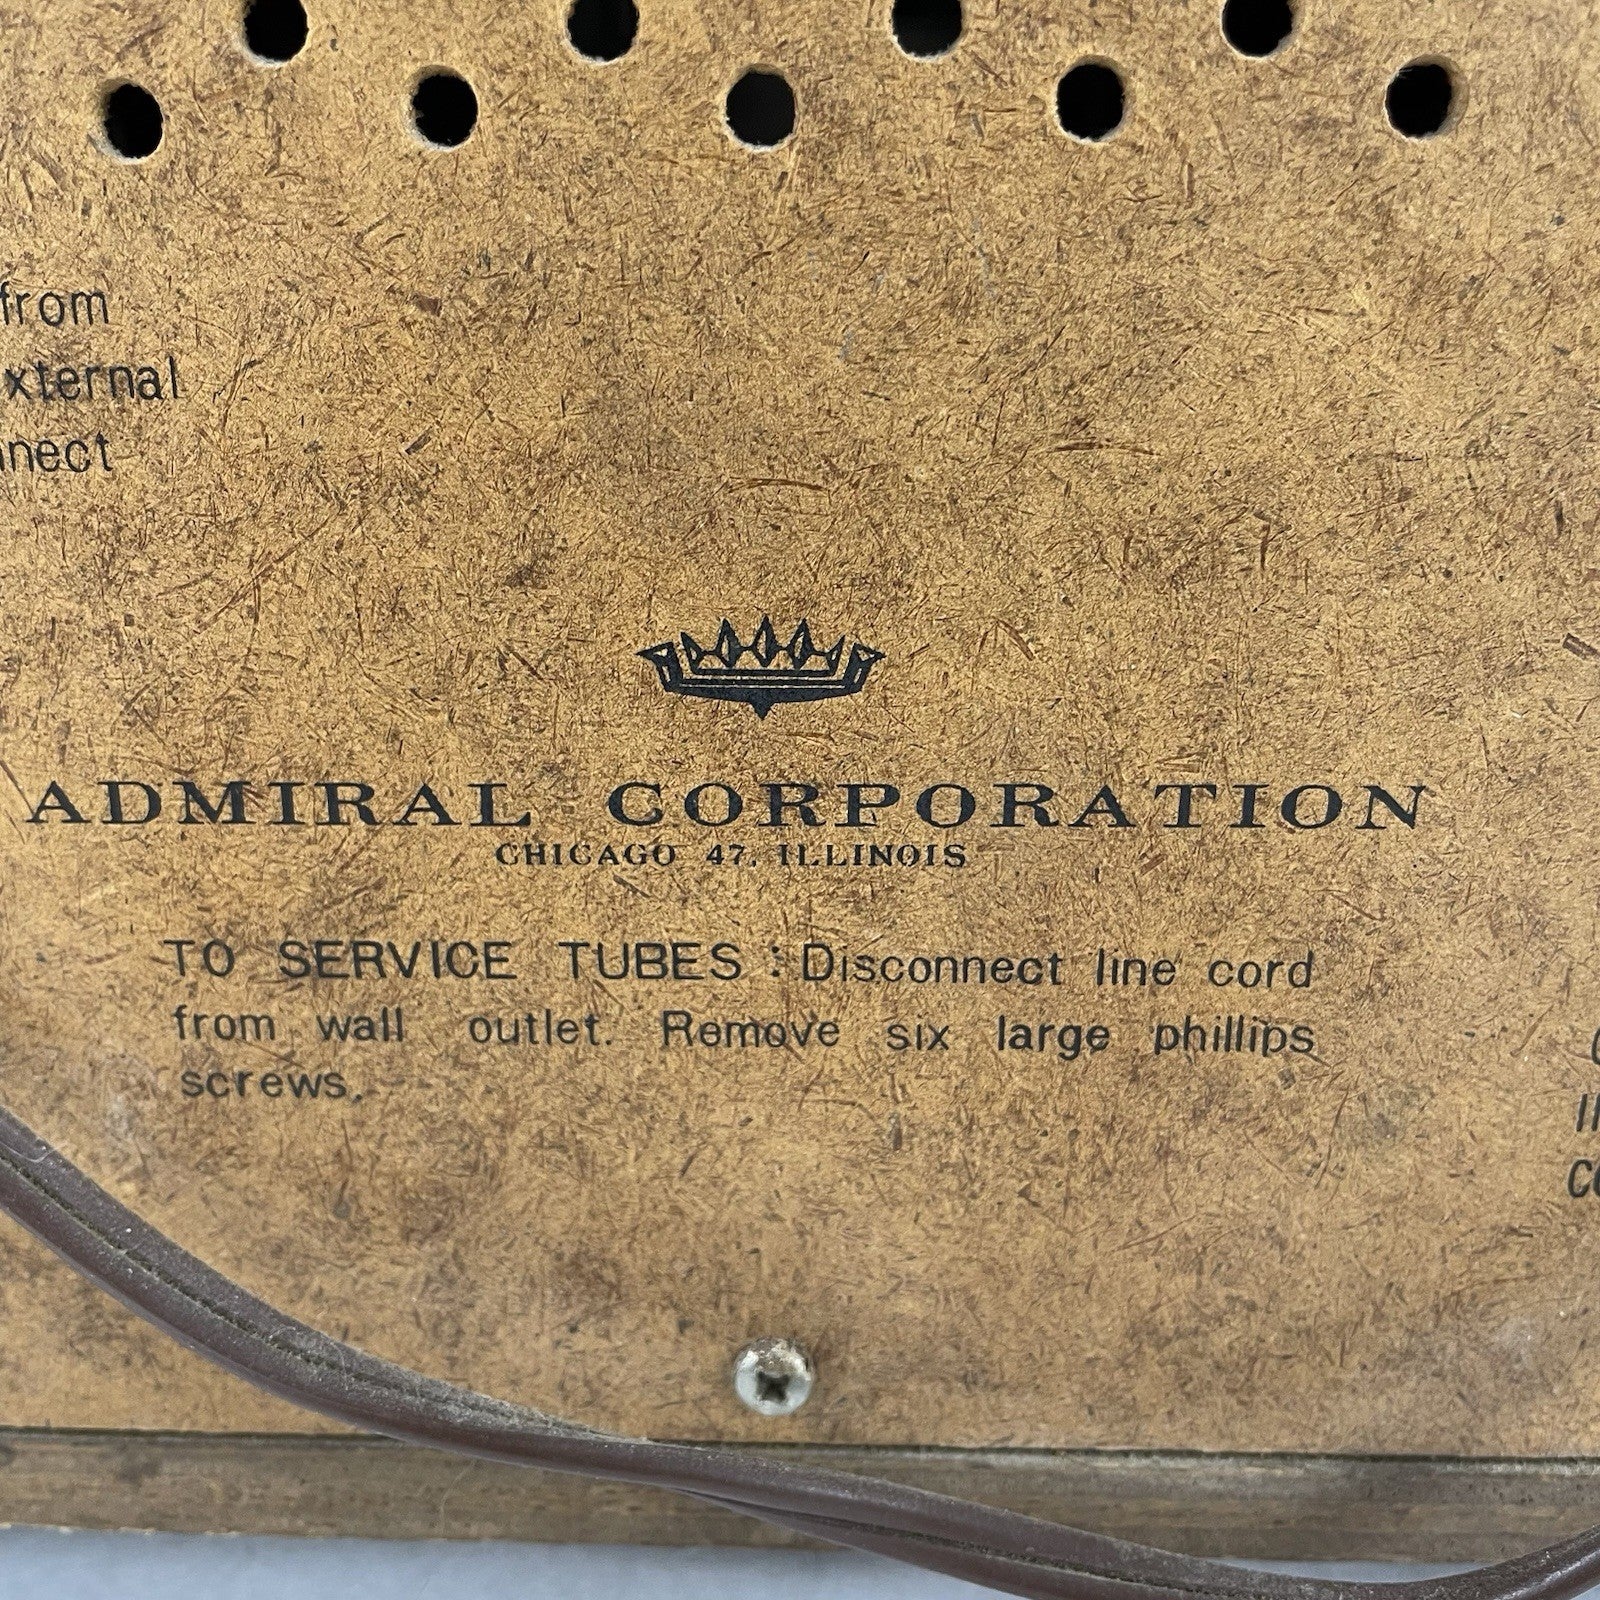 from
xternal
nnect
ADMIRAL CORPORATION
CHICAGO 47, ILLINOIS
TO SERVICE TUBES : Disconnect line cord
from wall outlet. Remove six large phillips
screws.